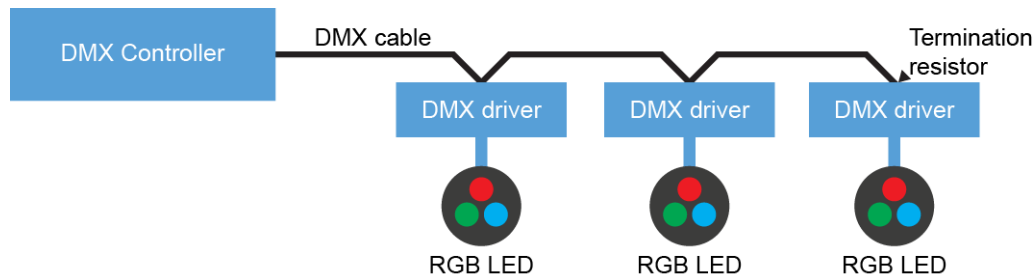 DMX Controller
DMX cable
Termination
resistor
DMX driver
DMX driver
DMX driver
RGB LED
RGB LED
RGB LED